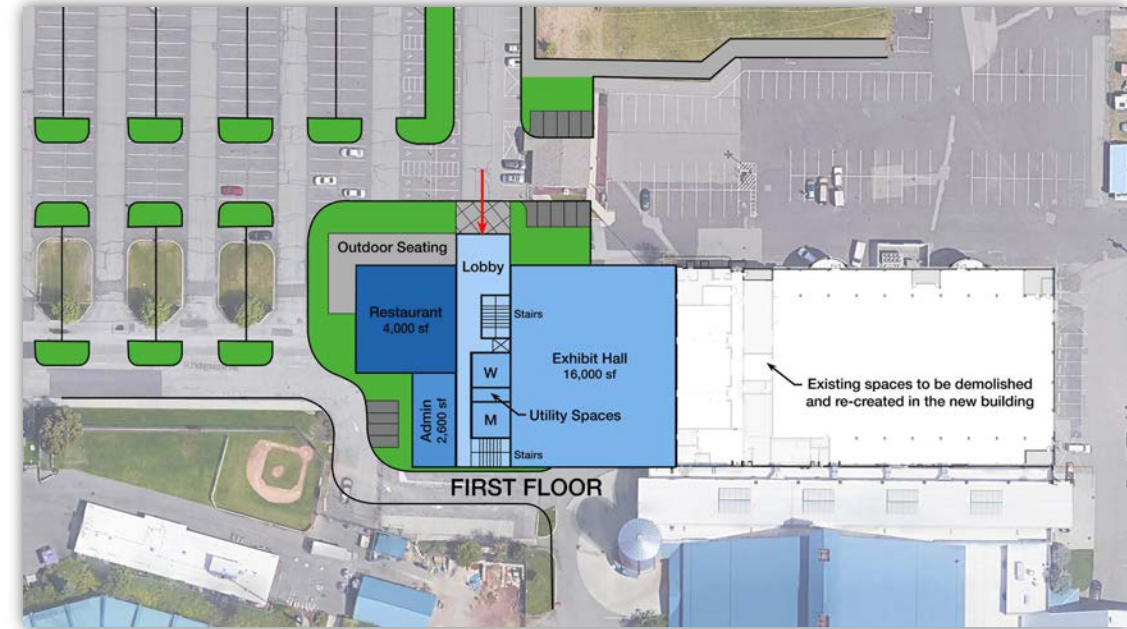 Outdoor Seating
Lobby
Restaurant
4,000 sf
Stairs
Exhibit Hall
16,000 sf
W
Existing spaces to be demolished
and re-created in the new building
Utility Spaces
Admin
2,600 sf
M
Stairs
FIRST FLOOR